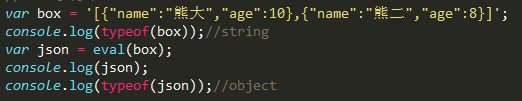 var box = '[{"name":"熊大","age":10},{"name":"熊二","age":8}]';
console.log(typeof(box));//string
var json = eval(box);
console.log(json);
console.log(typeof(json));//object